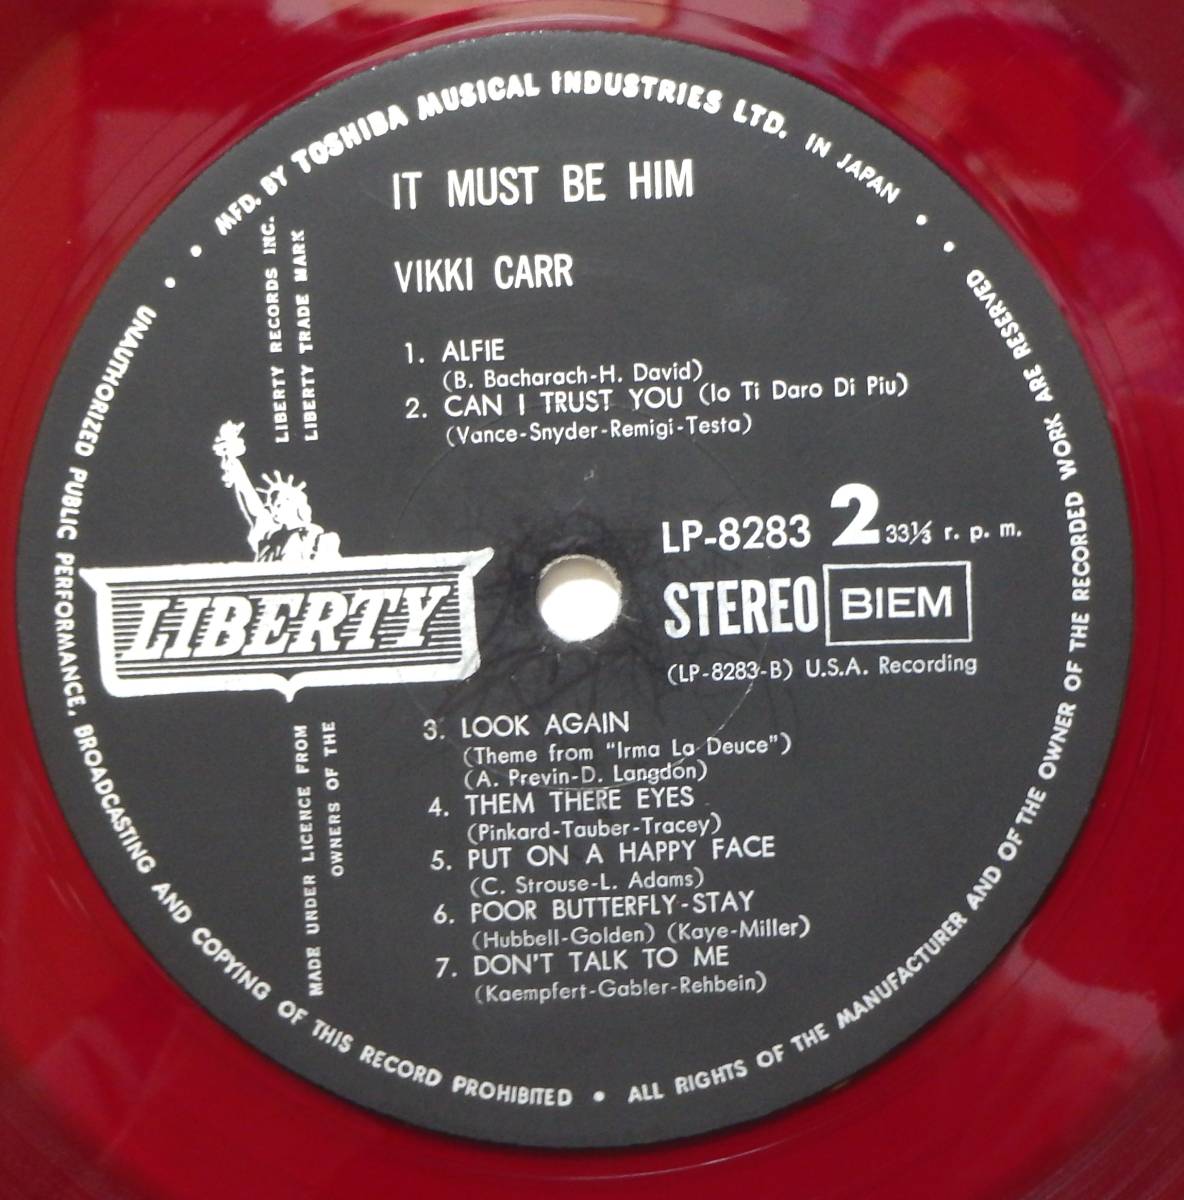 MFD. BY TOSHIBA MUSICAL INDUSTRIES LTD. IN JAPAN
IT MUST BE HIM
VIKKI CARR
LIBERTY RECORDS INC.
LIBERTY TRADE MARK
1. ALFIE
(B. Bacharach-H. David)
2. CAN I TRUST YOU (Io Ti Daro Di Piu)
(Vance-Snyder-Remigi-Testa)
LIBERTY
LP-8283 2 33⅓ r. p. m.
STEREO BIEM
(LP-8283-B) U.S.A. Recording
3. LOOK AGAIN
(Theme from "Irma La Deuce")
(A. Previn-D. Langdon)
4. THEM THERE EYES
(Pinkard-Tauber-Tracey)
5. PUT ON A HAPPY FACE
(C. Strouse-L. Adams)
6. POOR BUTTERFLY-STAY
(Hubbell-Golden) (Kaye-Miller)
7. DON'T TALK TO ME
(Kaempfert-Gabler-Rehbein)
MADE UNDER LICENCE FROM
OWNERS OF THE
UNAUTHORIZED PUBLIC PERFORMANCE, BROADCASTING AND COPYING OF THIS RECORD PROHIBITED • ALL RIGHTS OF THE MANUFACTURER AND OF THE OWNER OF THE RECORDED WORK ARE RESERVED